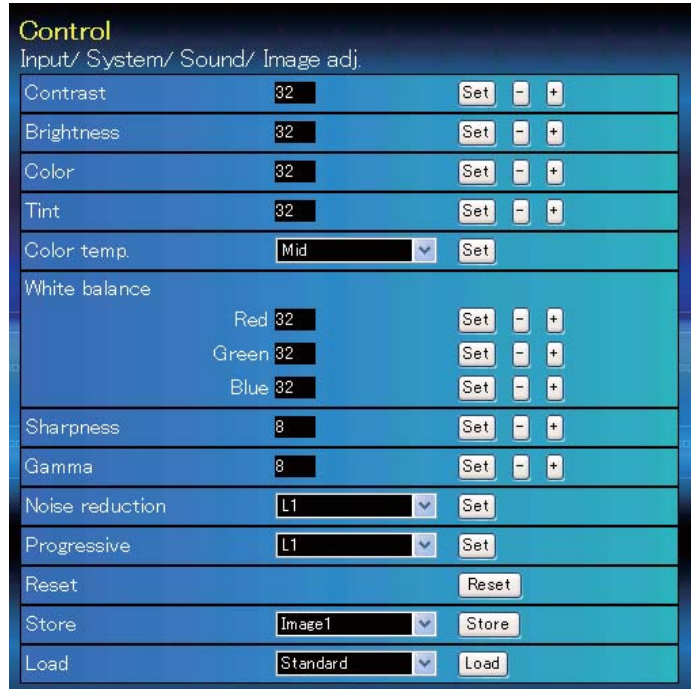 Control
Input/ System/ Sound/ Image adj.
Contrast 32 Set - +
Brightness 32 Set - +
Color 32 Set - +
Tint 32 Set - +
Color temp. Mid Set
White balance
Red 32 Set - +
Green 32 Set - +
Blue 32 Set - +
Sharpness 8 Set - +
Gamma 8 Set - +
Noise reduction L1 Set
Progressive L1 Set
Reset Reset
Store Image1 Store
Load Standard Load